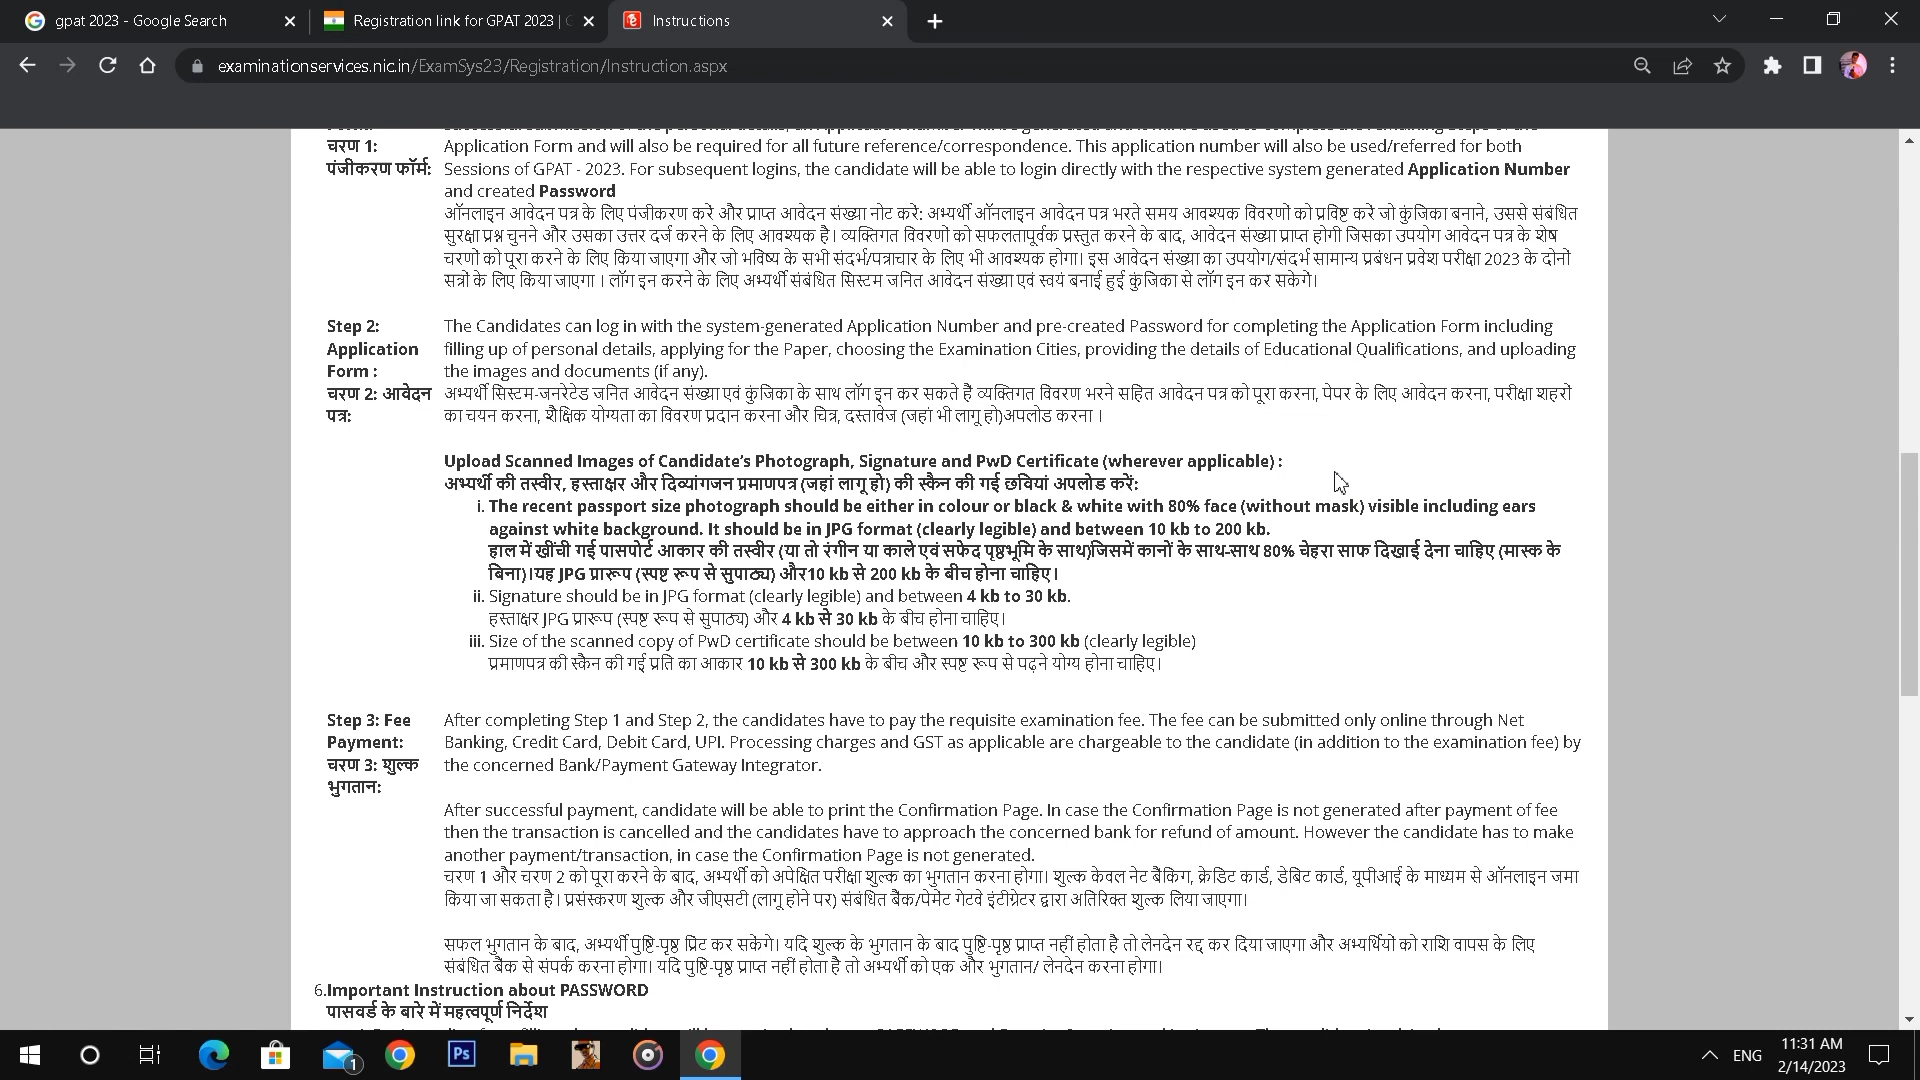 gpat 2023 - Google Search
Registration link for GPAT 2023 |
Instructions
examinationservices.nic.in/ExamSys23/Registration/Instruction.aspx
चरण 1:
पंजीकरण फॉर्म:
Application Form and will also be required for all future reference/correspondence. This application number will also be used/referred for both
Sessions of GPAT - 2023. For subsequent logins, the candidate will be able to login directly with the respective system generated Application Number
and created Password
ऑनलाइन आवेदन पत्र के लिए पंजीकरण करें और प्राप्त आवेदन संख्या नोट करें: अभ्यर्थी ऑनलाइन आवेदन पत्र भरते समय आवश्यक विवरणों को प्रविष्ट करें जो कुंजिका बनाने, उससे संबंधित
सुरक्षा प्रश्न चुनने और उसका उत्तर दर्ज करने के लिए आवश्यक है। व्यक्तिगत विवरणों को सफलतापूर्वक प्रस्तुत करने के बाद, आवेदन संख्या प्राप्त होगी जिसका उपयोग आवेदन पत्र के शेष
चरणों को पूरा करने के लिए किया जाएगा और जो भविष्य के सभी संदर्भ/पत्राचार के लिए भी आवश्यक होगा। इस आवेदन संख्या का उपयोग/संदर्भ सामान्य प्रबंधन प्रवेश परीक्षा 2023 के दोनों
सत्रों के लिए किया जाएगा । लॉग इन करने के लिए अभ्यर्थी संबंधित सिस्टम जनित आवेदन संख्या एवं स्वयं बनाई हुई कुंजिका से लॉग इन कर सकेगें।
Step 2:
Application
Form :
चरण 2: आवेदन
पत्र:
The Candidates can log in with the system-generated Application Number and pre-created Password for completing the Application Form including
filling up of personal details, applying for the Paper, choosing the Examination Cities, providing the details of Educational Qualifications, and uploading
the images and documents (if any).
अभ्यर्थी सिस्टम-जनरेटेड जनित आवेदन संख्या एवं कुंजिका के साथ लॉग इन कर सकते हैं व्यक्तिगत विवरण भरने सहित आवेदन पत्र को पूरा करना, पेपर के लिए आवेदन करना, परीक्षा शहरों
का चयन करना, शैक्षिक योग्यता का विवरण प्रदान करना और चित्र, दस्तावेज (जहां भी लागू हो)अपलोड करना ।
Upload Scanned Images of Candidate’s Photograph, Signature and PwD Certificate (wherever applicable) :
अभ्यर्थी की तस्वीर, हस्ताक्षर और दिव्यांगजन प्रमाणपत्र (जहां लागू हो) की स्कैन की गई छवियां अपलोड करें:
i. The recent passport size photograph should be either in colour or black & white with 80% face (without mask) visible including ears
against white background. It should be in JPG format (clearly legible) and between 10 kb to 200 kb.
हाल में खींची गई पासपोर्ट आकार की तस्वीर (या तो रंगीन या काले एवं सफेद पृष्ठभूमि के साथ)जिसमें कानों के साथ-साथ 80% चेहरा साफ दिखाई देना चाहिए (मास्क के
बिना)।यह JPG प्रारूप (स्पष्ट रूप से सुपाठ्य) और10 kb से 200 kb के बीच होना चाहिए।
ii. Signature should be in JPG format (clearly legible) and between 4 kb to 30 kb.
हस्ताक्षर JPG प्रारूप (स्पष्ट रूप से सुपाठ्य) और 4 kb से 30 kb के बीच होना चाहिए।
iii. Size of the scanned copy of PwD certificate should be between 10 kb to 300 kb (clearly legible)
प्रमाणपत्र की स्कैन की गई प्रति का आकार 10 kb से 300 kb के बीच और स्पष्ट रूप से पढ़ने योग्य होना चाहिए।
Step 3: Fee
Payment:
चरण 3: शुल्क
भुगतान:
After completing Step 1 and Step 2, the candidates have to pay the requisite examination fee. The fee can be submitted only online through Net
Banking, Credit Card, Debit Card, UPI. Processing charges and GST as applicable are chargeable to the candidate (in addition to the examination fee) by
the concerned Bank/Payment Gateway Integrator.
After successful payment, candidate will be able to print the Confirmation Page. In case the Confirmation Page is not generated after payment of fee
then the transaction is cancelled and the candidates have to approach the concerned bank for refund of amount. However the candidate has to make
another payment/transaction, in case the Confirmation Page is not generated.
चरण 1 और चरण 2 को पूरा करने के बाद, अभ्यर्थी को अपेक्षित परीक्षा शुल्क का भुगतान करना होगा। शुल्क केवल नेट बैंकिंग, क्रेडिट कार्ड, डेबिट कार्ड, यूपीआई के माध्यम से ऑनलाइन जमा
किया जा सकता है। प्रसंस्करण शुल्क और जीएसटी (लागू होने पर) संबंधित बैंक/पेमेंट गेटवे इंटीग्रेटर द्वारा अतिरिक्त शुल्क लिया जाएगा।
सफल भुगतान के बाद, अभ्यर्थी पुष्टि-पृष्ठ प्रिंट कर सकेंगे। यदि शुल्क के भुगतान के बाद पुष्टि-पृष्ठ प्राप्त नहीं होता है तो लेनदेन रद्द कर दिया जाएगा और अभ्यर्थियों को राशि वापस के लिए
संबंधित बैंक से संपर्क करना होगा। यदि पुष्टि-पृष्ठ प्राप्त नहीं होता है तो अभ्यर्थी को एक और भुगतान/ लेनदेन करना होगा।
6.Important Instruction about PASSWORD
पासवर्ड के बारे में महत्वपूर्ण निर्देश
1
Ps
ENG
11:31 AM
2/14/2023